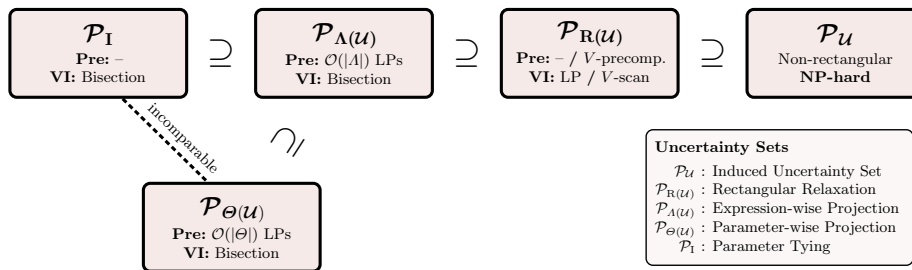 𝒫_I ⊇ 𝒫_Λ(𝒰) ⊇ 𝒫_R(𝒰) ⊇ 𝒫_𝒰
Pre: –
VI: Bisection
Pre: 𝒪(|Λ|) LPs
VI: Bisection
Pre: – / V-precomp.
VI: LP / V-scan
Non-rectangular
NP-hard
incomparable
⊆
𝒫_Θ(𝒰)
Pre: 𝒪(|Θ|) LPs
VI: Bisection
Uncertainty Sets
𝒫_𝒰 : Induced Uncertainty Set
𝒫_R(𝒰) : Rectangular Relaxation
𝒫_Λ(𝒰) : Expression-wise Projection
𝒫_Θ(𝒰) : Parameter-wise Projection
𝒫_I : Parameter Tying